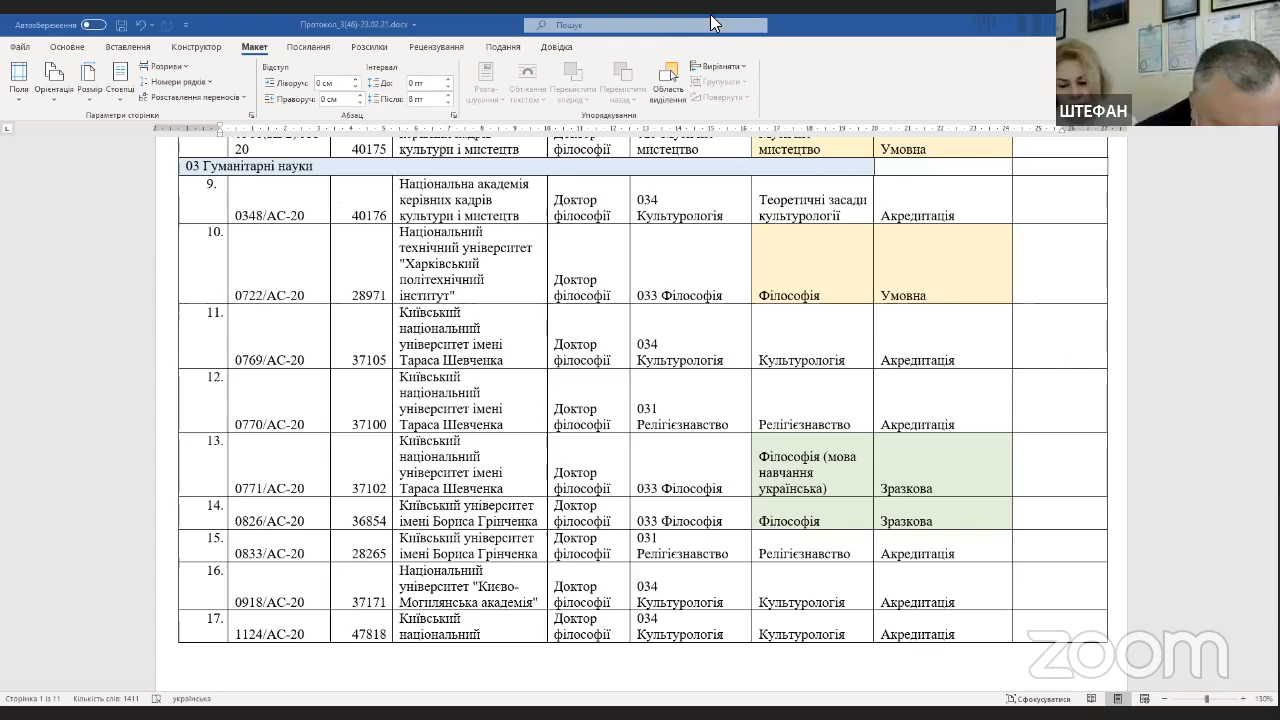 Автозбереження
Протокол_3(46)-23.02.21.docx
Пошук
Файл Основне Вставлення Конструктор Макет Посилання Розсилки Рецензування Подання Довідка
Поля
Орієнтація
Розмір
Стовпці
Розриви
Номери рядків
Розставлення переносів
Параметри сторінки
Відступ
Ліворуч: 0 см
Праворуч: 0 см
Інтервал
До: 0 пт
Після: 8 пт
Абзац
Розта-
шування
Обтікання
текстом
Перемістити
вперед
Перемістити
назад
Область
виділення
Вирівняти
Групувати
Повернути
Упорядкування
ШТЕФАН
20 40175 культури і мистецтв філософії мистецтво мистецтво Умовна
03 Гуманітарні науки
9.
0348/АС-20
40176
Національна академія
керівних кадрів
культури і мистецтв
Доктор
філософії
034
Культурологія
Теоретичні засади
культурології
Акредитація
10.
0722/АС-20
28971
Національний
технічний університет
"Харківський
політехнічний
інститут"
Доктор
філософії
033 Філософія
Філософія
Умовна
11.
0769/АС-20
37105
Київський
національний
університет імені
Тараса Шевченка
Доктор
філософії
034
Культурологія
Культурологія
Акредитація
12.
0770/АС-20
37100
Київський
національний
університет імені
Тараса Шевченка
Доктор
філософії
031
Релігієзнавство
Релігієзнавство
Акредитація
13.
0771/АС-20
37102
Київський
національний
університет імені
Тараса Шевченка
Доктор
філософії
033 Філософія
Філософія (мова
навчання
українська)
Зразкова
14.
0826/АС-20
36854
Київський університет
імені Бориса Грінченка
Доктор
філософії
033 Філософія
Філософія
Зразкова
15.
0833/АС-20
28265
Київський університет
імені Бориса Грінченка
Доктор
філософії
031
Релігієзнавство
Релігієзнавство
Акредитація
16.
0918/АС-20
37171
Національний
університет "Києво-
Могилянська академія"
Доктор
філософії
034
Культурологія
Культурологія
Акредитація
17.
1124/АС-20
47818
Київський
національний
Доктор
філософії
034
Культурологія
Культурологія
Акредитація
zoom
Сторінка 1 із 11 Кількість слів: 1411 українська
Сфокусуватися
130%